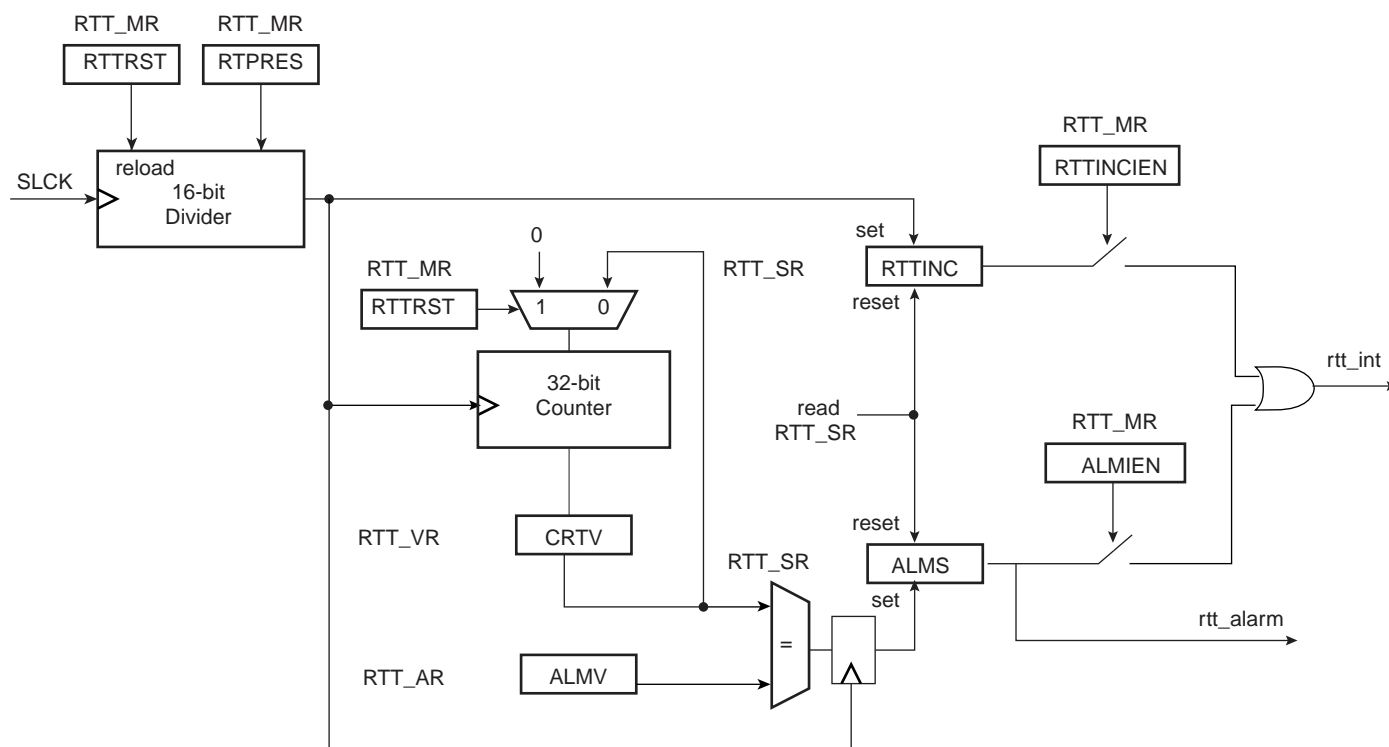 RTT_MR
RTT_MR
RTTRST
RTPRES
SLCK
reload
16-bit
Divider
RTT_MR
RTTINCIEN
0
set
RTTINC
reset
RTT_MR
RTTRST
1
0
RTT_SR
32-bit
Counter
read
RTT_SR
rtt_int
RTT_MR
ALMIEN
RTT_VR
CRTV
RTT_SR
reset
ALMS
set
rtt_alarm
=
RTT_AR
ALMV